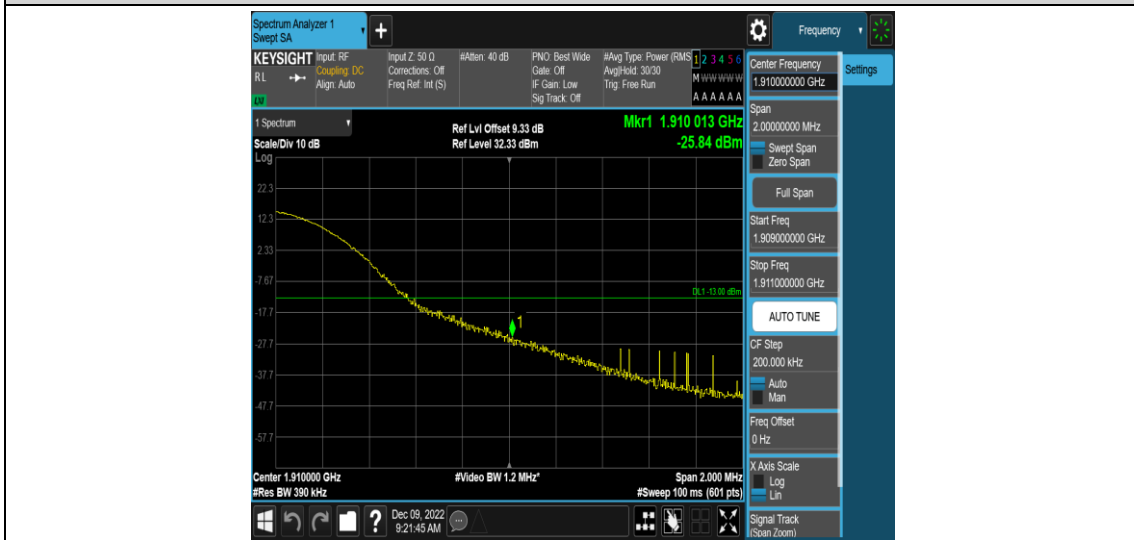 Spectrum Analyzer 1
Swept SA
+
Frequency
KEYSIGHT
RL
LXI
Input: RF
Coupling: DC
Align: Auto
Input Z: 50 Ω
Corrections: Off
Freq Ref: Int (S)
#Atten: 40 dB
PNO: Best Wide
Gate: Off
IF Gain: Low
Sig Track: Off
#Avg Type: Power (RMS
Avg|Hold: 30/30
Trig: Free Run
1 2 3 4 5 6
M W W W W W
A A A A A A
Center Frequency
1.910000000 GHz
Settings
Span
2.00000000 MHz
Swept Span
Zero Span
Full Span
Start Freq
1.909000000 GHz
Stop Freq
1.911000000 GHz
AUTO TUNE
CF Step
200.000 kHz
Auto
Man
Freq Offset
0 Hz
X Axis Scale
Log
Lin
Signal Track
(Span Zoom)
1 Spectrum
Scale/Div 10 dB
Log
Ref Lvl Offset 9.33 dB
Ref Level 32.33 dBm
Mkr1 1.910 013 GHz
-25.84 dBm
22.3
12.3
2.33
-7.67
DL1 -13.00 dBm
-17.7
1
-27.7
-37.7
-47.7
-57.7
Center 1.910000 GHz
#Res BW 390 kHz
#Video BW 1.2 MHz*
Span 2.000 MHz
#Sweep 100 ms (601 pts)
?
Dec 09, 2022
9:21:45 AM